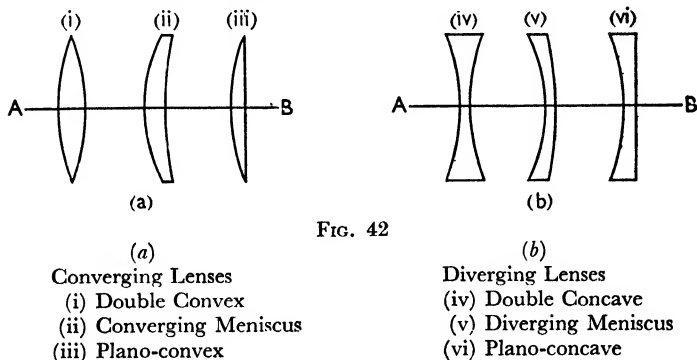 (i) (ii) (iii)
A B
(a)
(iv) (v) (vi)
A B
(b)
FIG. 42
(a)
Converging Lenses
(i) Double Convex
(ii) Converging Meniscus
(iii) Plano-convex
(b)
Diverging Lenses
(iv) Double Concave
(v) Diverging Meniscus
(vi) Plano-concave